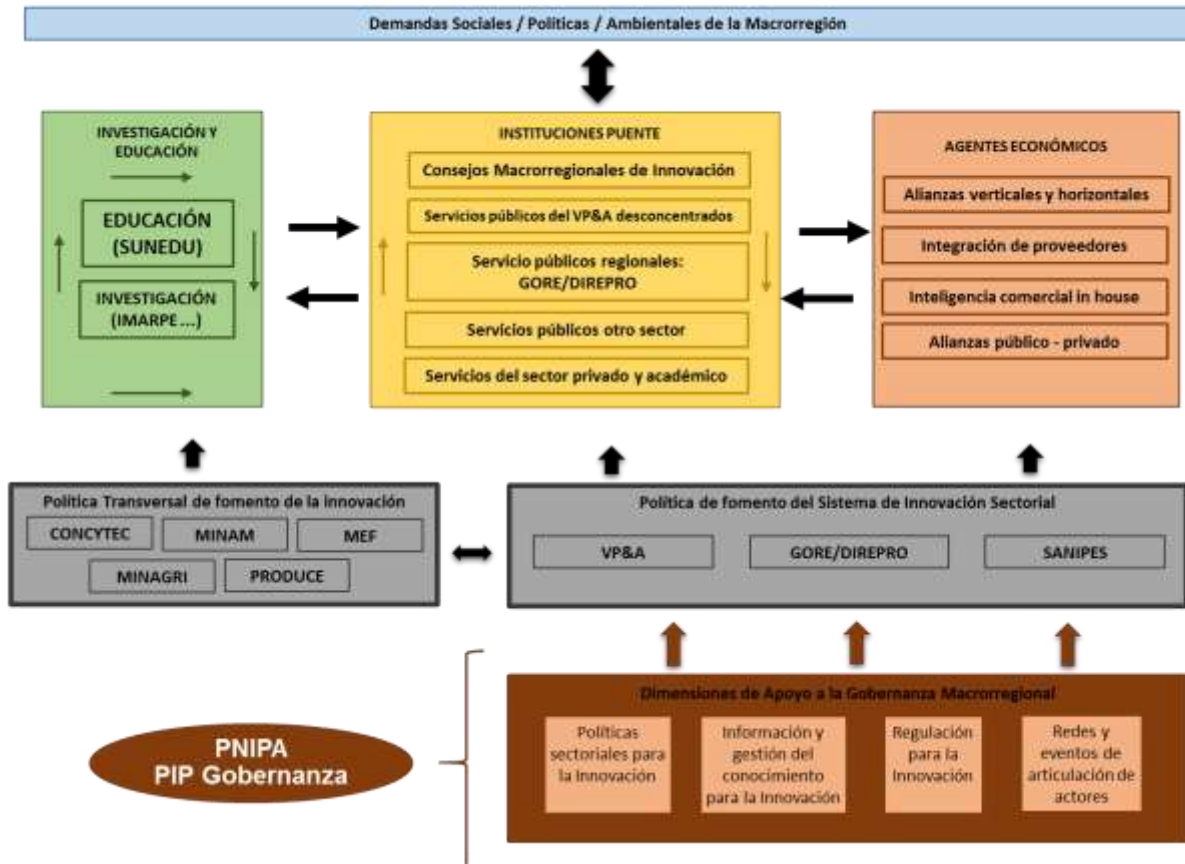 Demandas Sociales / Políticas / Ambientales de la Macrorregión
INVESTIGACIÓN Y
EDUCACIÓN
EDUCACIÓN
(SUNEDU)
INVESTIGACIÓN
(IMARPE ...)
INSTITUCIONES PUENTE
Consejos Macrorregionales de Innovación
Servicios públicos del VP&A desconcentrados
Servicio públicos regionales:
GORE/DIREPRO
Servicios públicos otro sector
Servicios del sector privado y académico
AGENTES ECONÓMICOS
Alianzas verticales y horizontales
Integración de proveedores
Inteligencia comercial in house
Alianzas público - privado
Política Transversal de fomento de la innovación
CONCYTEC
MINAM
MEF
MINAGRI
PRODUCE
Política de fomento del Sistema de Innovación Sectorial
VP&A
GORE/DIREPRO
SANIPES
PNIPA
PIP Gobernanza
Dimensiones de Apoyo a la Gobernanza Macrorregional
Políticas
sectoriales para
la Innovación
Información y
gestión del
conocimiento
para la Innovación
Regulación
para la
Innovación
Redes y
eventos de
articulación de
actores